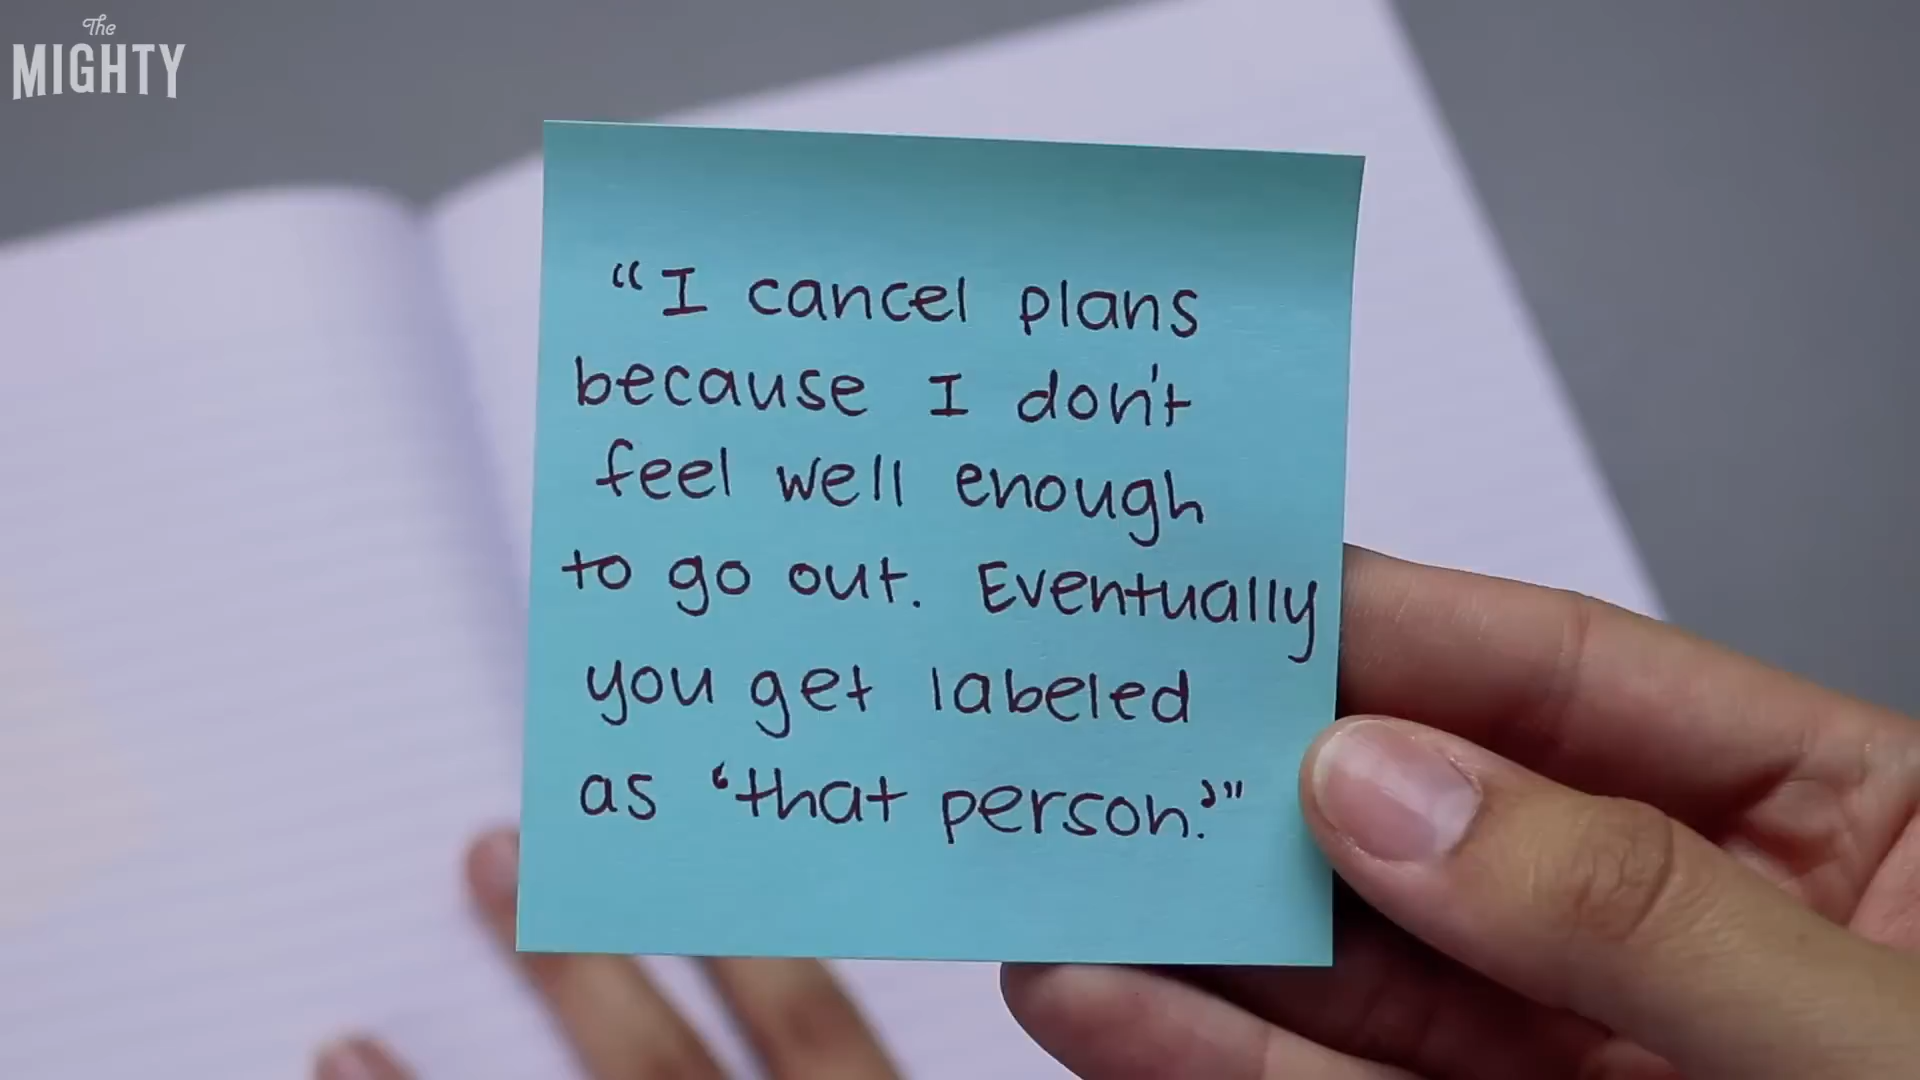 The
MIGHTY
“I cancel plans
because I don't
feel well enough
to go out. Eventually
you get labeled
as ‘that person.’”